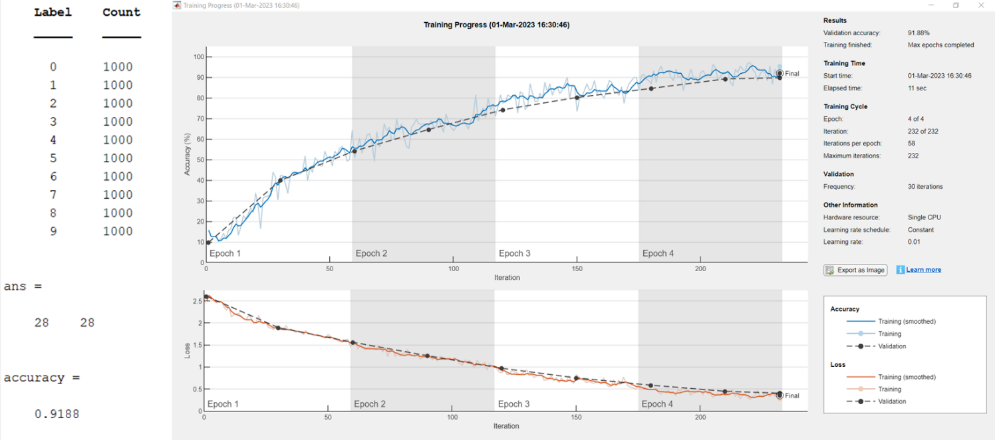 Label Count
0 1000
1 1000
2 1000
3 1000
4 1000
5 1000
6 1000
7 1000
8 1000
9 1000
ans =
28 28
accuracy =
0.9188
Training Progress (01-Mar-2023 16:30:46)
Training Progress (01-Mar-2023 16:30:46)
Accuracy (%)
100
90
80
70
60
50
40
30
20
10
0
Final
Epoch 1 Epoch 2 Epoch 3 Epoch 4
0 50 100 150 200
Iteration
Loss
2.5
2
1.5
1
0.5
0
Final
Epoch 1 Epoch 2 Epoch 3 Epoch 4
0 50 100 150 200
Iteration
Results
Validation accuracy: 91.88%
Training finished: Max epochs completed
Training Time
Start time: 01-Mar-2023 16:30:46
Elapsed time: 11 sec
Training Cycle
Epoch: 4 of 4
Iteration: 232 of 232
Iterations per epoch: 58
Maximum iterations: 232
Validation
Frequency: 30 iterations
Other Information
Hardware resource: Single CPU
Learning rate schedule: Constant
Learning rate: 0.01
Export as Image Learn more
Accuracy
Training (smoothed)
Training
Validation
Loss
Training (smoothed)
Training
Validation